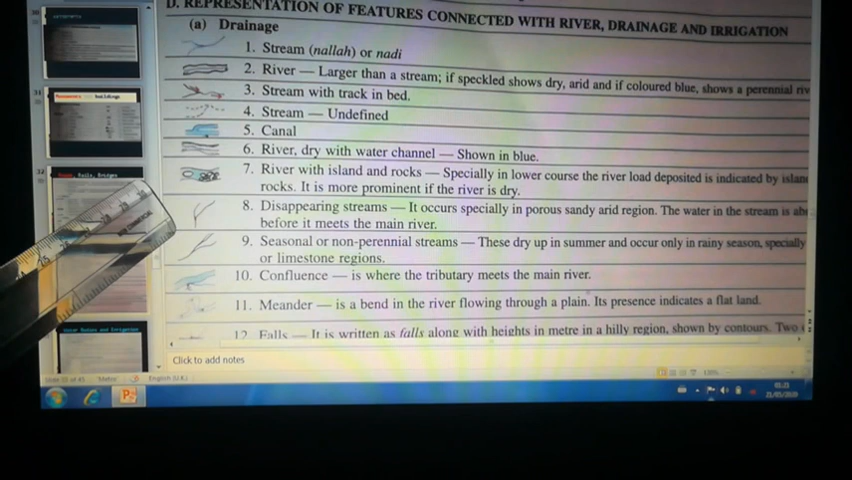 D. REPRESENTATION OF FEATURES CONNECTED WITH RIVER, DRAINAGE AND IRRIGATION
(a) Drainage
1. Stream (nallah) or nadi
2. River — Larger than a stream; if speckled shows dry, arid and if coloured blue, shows a perennial riv
3. Stream with track in bed.
4. Stream — Undefined
5. Canal
6. River, dry with water channel — Shown in blue.
7. River with island and rocks — Specially in lower course the river load deposited is indicated by islan
rocks. It is more prominent if the river is dry.
8. Disappearing streams — It occurs specially in porous sandy arid region. The water in the stream is abs
before it meets the main river.
9. Seasonal or non-perennial streams — These dry up in summer and occur only in rainy season, specially
or limestone regions.
10. Confluence — is where the tributary meets the main river.
11. Meander — is a bend in the river flowing through a plain. Its presence indicates a flat land.
12. Falls — It is written as falls along with heights in metre in a hilly region, shown by contours. Two
Click to add notes
English (U.S.)